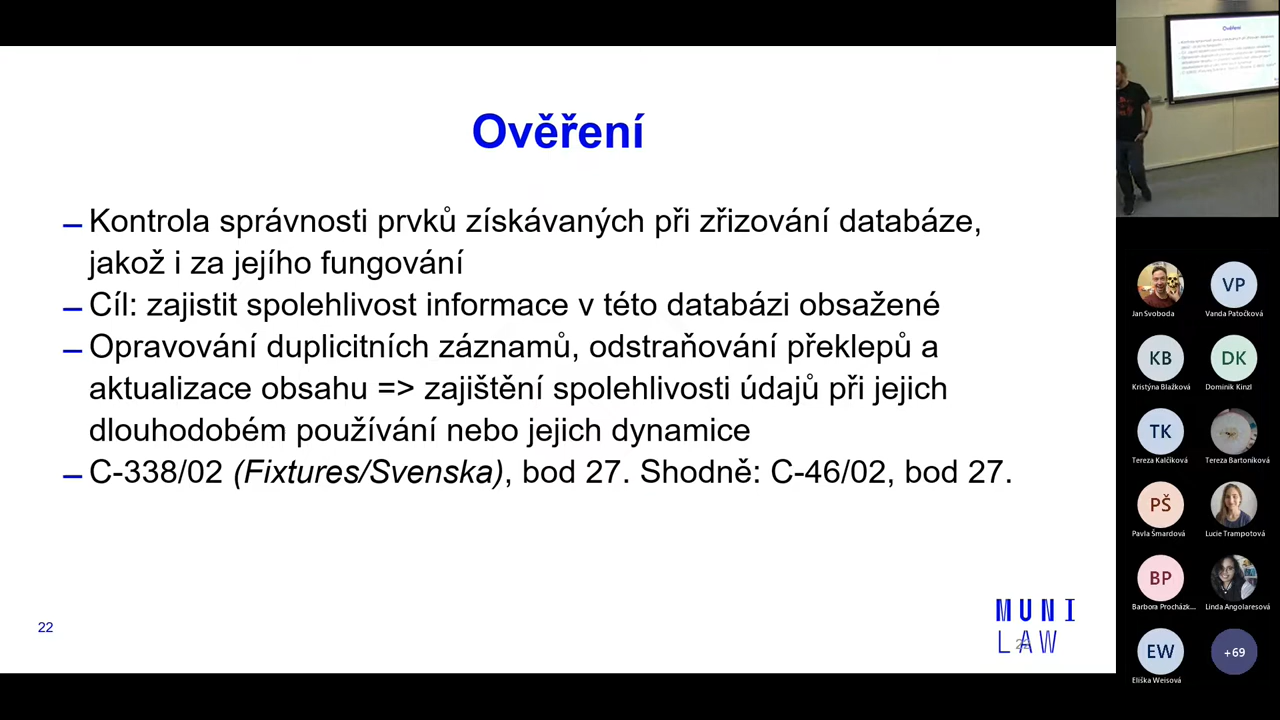 Ověření
– Kontrola správnosti prvků získávaných při zřizování databáze,
jakož i za jejího fungování
– Cíl: zajistit spolehlivost informace v této databázi obsažené
– Opravování duplicitních záznamů, odstraňování překlepů a
aktualizace obsahu => zajištění spolehlivosti údajů při jejich
dlouhodobém používání nebo jejich dynamice
– C-338/02 (Fixtures/Svenska), bod 27. Shodně: C-46/02, bod 27.
22
MUNI
LAW
Ověření
Jan Svoboda
VP
Vanda Patočková
KB
Kristýna Blažková
DK
Dominik Kinzl
TK
Tereza Kalčíková
Tereza Bartoníková
PŠ
Pavla Šmardová
Lucie Trampotová
BP
Barbora Procházk...
Linda Angolaresová
EW
Eliška Weisová
+69